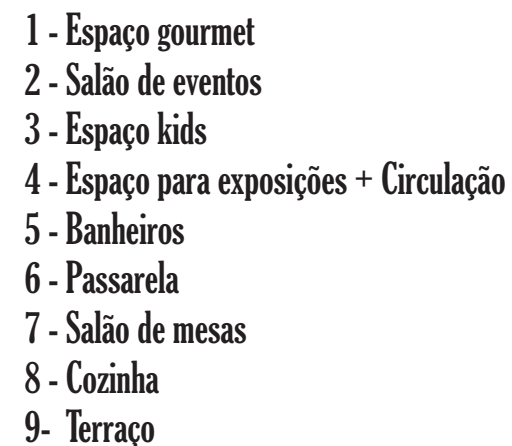 1 - Espaço gourmet
2 - Salão de eventos
3 - Espaço kids
4 - Espaço para exposições + Circulação
5 - Banheiros
6 - Passarela
7 - Salão de mesas
8 - Cozinha
9- Terraço